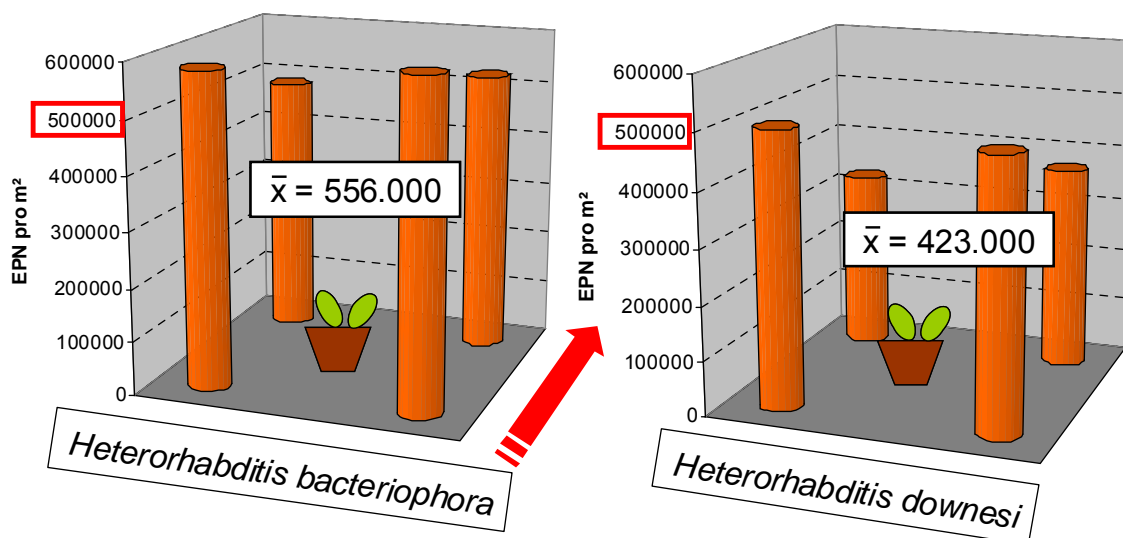 600000
500000
400000
300000
200000
100000
0
EPN pro m²
x̄ = 556.000
Heterorhabditis bacteriophora
600000
500000
400000
300000
200000
100000
0
EPN pro m²
x̄ = 423.000
Heterorhabditis downesi